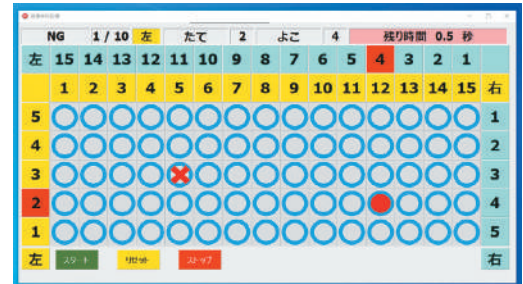 NG 1 / 10 左 たて 2 よこ 4 残り時間 0.5 秒
左 15 14 13 12 11 10 9 8 7 6 5 4 3 2 1
1 2 3 4 5 6 7 8 9 10 11 12 13 14 15 右
5 1
4 2
3 3
2 4
1 5
左 スタート リセット ストップ 右